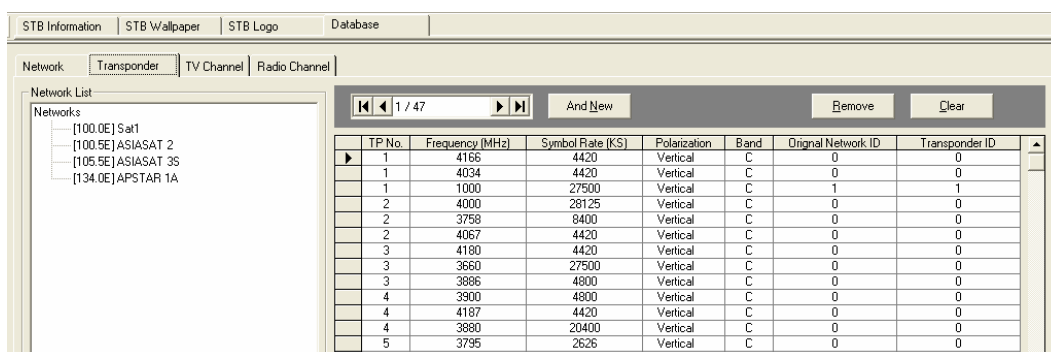 STB Information STB Wallpaper STB Logo Database
Network Transponder TV Channel Radio Channel
Network List
Networks
[100.0E] Sat1
[100.5E] ASIASAT 2
[105.5E] ASIASAT 3S
[134.0E] APSTAR 1A
1 / 47 And New Remove Clear
TP No. Frequency (MHz) Symbol Rate (KS) Polarization Band Orignal Network ID Transponder ID
1 4166 4420 Vertical C 0 0
1 4034 4420 Vertical C 0 0
1 1000 27500 Vertical C 1 1
2 4000 28125 Vertical C 0 0
2 3758 8400 Vertical C 0 0
2 4067 4420 Vertical C 0 0
3 4180 4420 Vertical C 0 0
3 3660 27500 Vertical C 0 0
3 3886 4800 Vertical C 0 0
4 3900 4800 Vertical C 0 0
4 4187 4420 Vertical C 0 0
4 3880 20400 Vertical C 0 0
5 3795 2626 Vertical C 0 0